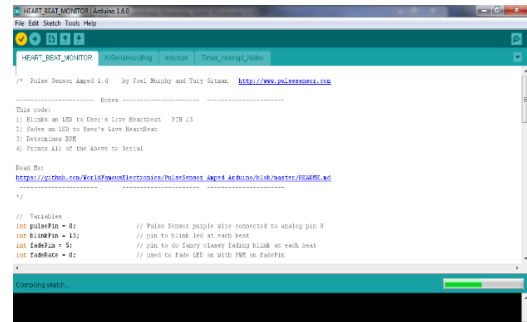 HEART_BEAT_MONITOR | Arduino 1.6.0
File Edit Sketch Tools Help
HEART_BEAT_MONITOR AllSerialHandling Interrupt Timer_Interrupt_Notes
/* Pulse Sensor Amped 1.4 by Joel Murphy and Yury Gitman http://www.pulsesensor.com
---------------------- Notes ---------------------- ----------------------
This code:
1) Blinks an LED to User's Live Heartbeat PIN 13
2) Fades an LED to User's Live HeartBeat
3) Determines BPM
4) Prints All of the Above to Serial
Read Me:
https://github.com/WorldFamousElectronics/PulseSensor_Amped_Arduino/blob/master/README.md
---------------------- ---------------------- ----------------------
*/
// Variables
int pulsePin = 0; // Pulse Sensor purple wire connected to analog pin 0
int blinkPin = 13; // pin to blink led at each beat
int fadePin = 5; // pin to do fancy classy fading blink at each beat
int fadeRate = 0; // used to fade LED on with PWM on fadePin
Compiling sketch...